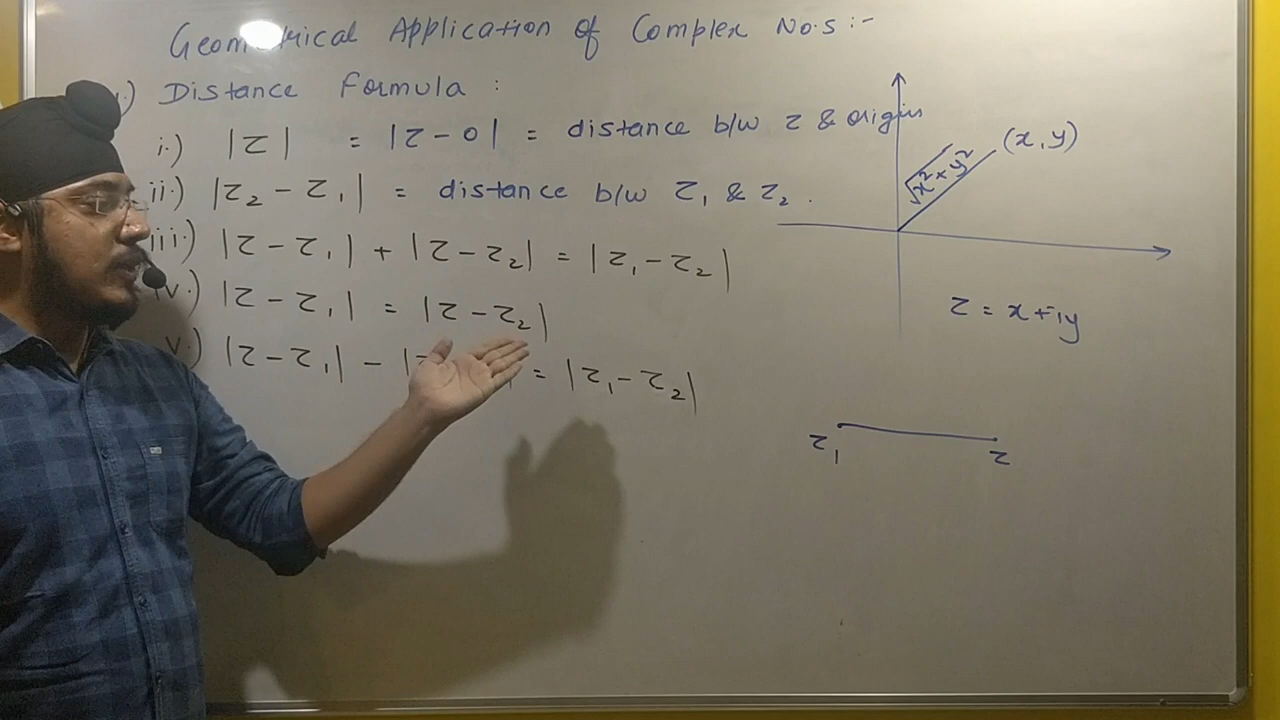 Geometrical Application of Complex No.s :-
.) Distance Formula :
i.) |z| = |z - 0| = distance b/w z & origin
ii.) |z₂ - z₁| = distance b/w z₁ & z₂ .
iii.) |z - z₁| + |z - z₂| = |z₁ - z₂|
iv.) |z - z₁| = |z - z₂|
v.) |z - z₁| - |z = |z₁ - z₂|
(x, y)
√x² + y²
z = x + iy
z₁ z